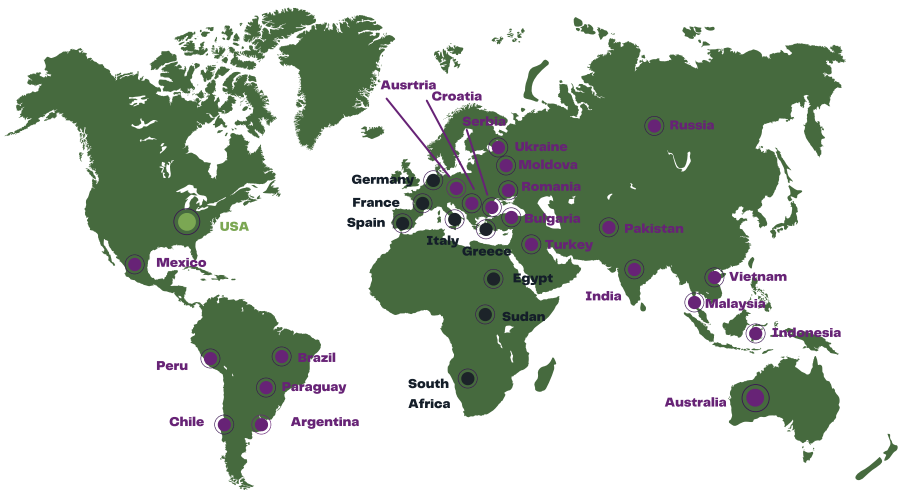 Ausrtria
Croatia
Serbia
Russia
Ukraine
Moldova
Germany
Romania
France
Spain
Bulgaria
USA
Pakistan
Italy
Turkey
Greece
Mexico
Egypt
Vietnam
India
Malaysia
Sudan
Indonesia
Brazil
Peru
South
Africa
Paraguay
Australia
Chile
Argentina